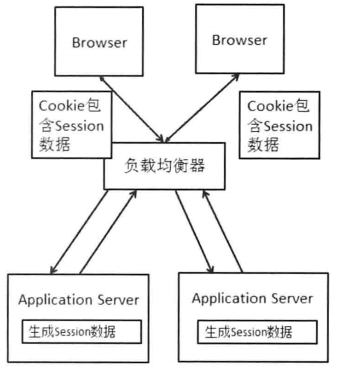 Browser
Browser
Cookie包
含Session
数据
Cookie包
含Session
数据
负载均衡器
Application Server
生成Session数据
Application Server
生成Session数据